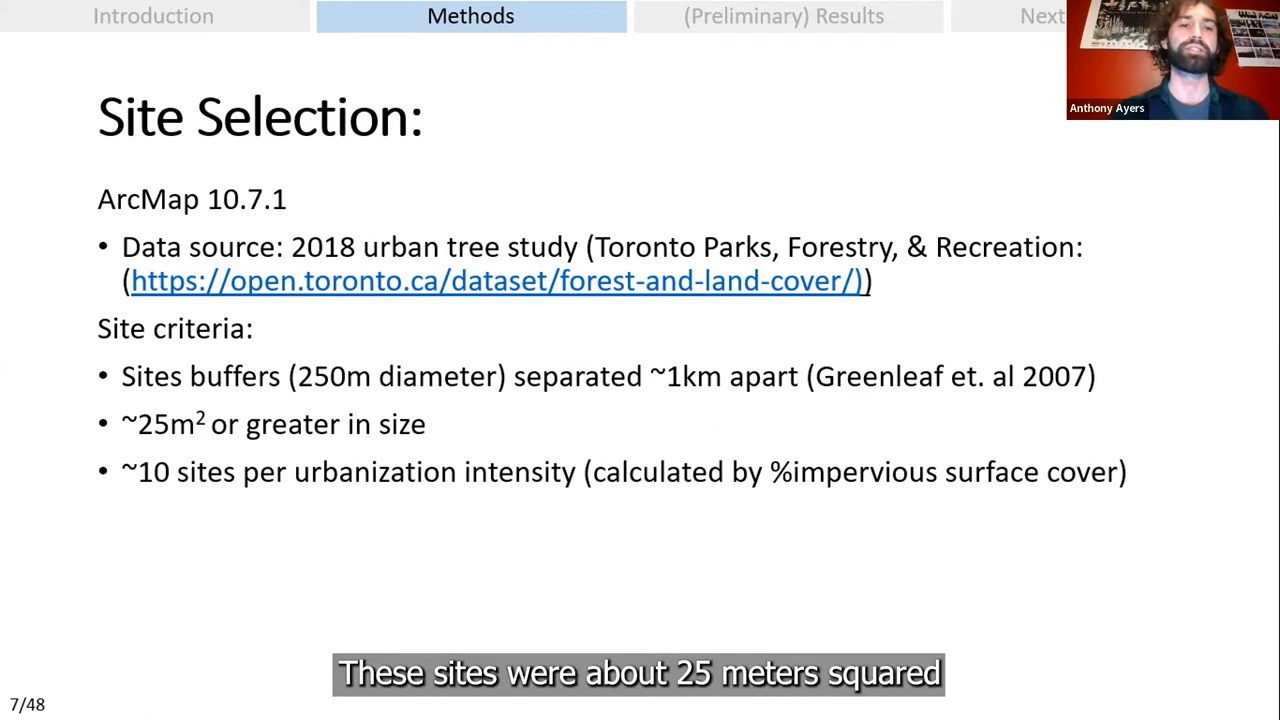 Introduction
Methods
(Preliminary) Results
Next
Anthony Ayers
Site Selection:
ArcMap 10.7.1
• Data source: 2018 urban tree study (Toronto Parks, Forestry, & Recreation:
(https://open.toronto.ca/dataset/forest-and-land-cover/))
Site criteria:
• Sites buffers (250m diameter) separated ~1km apart (Greenleaf et. al 2007)
• ~25m² or greater in size
• ~10 sites per urbanization intensity (calculated by %impervious surface cover)
These sites were about 25 meters squared
7/48